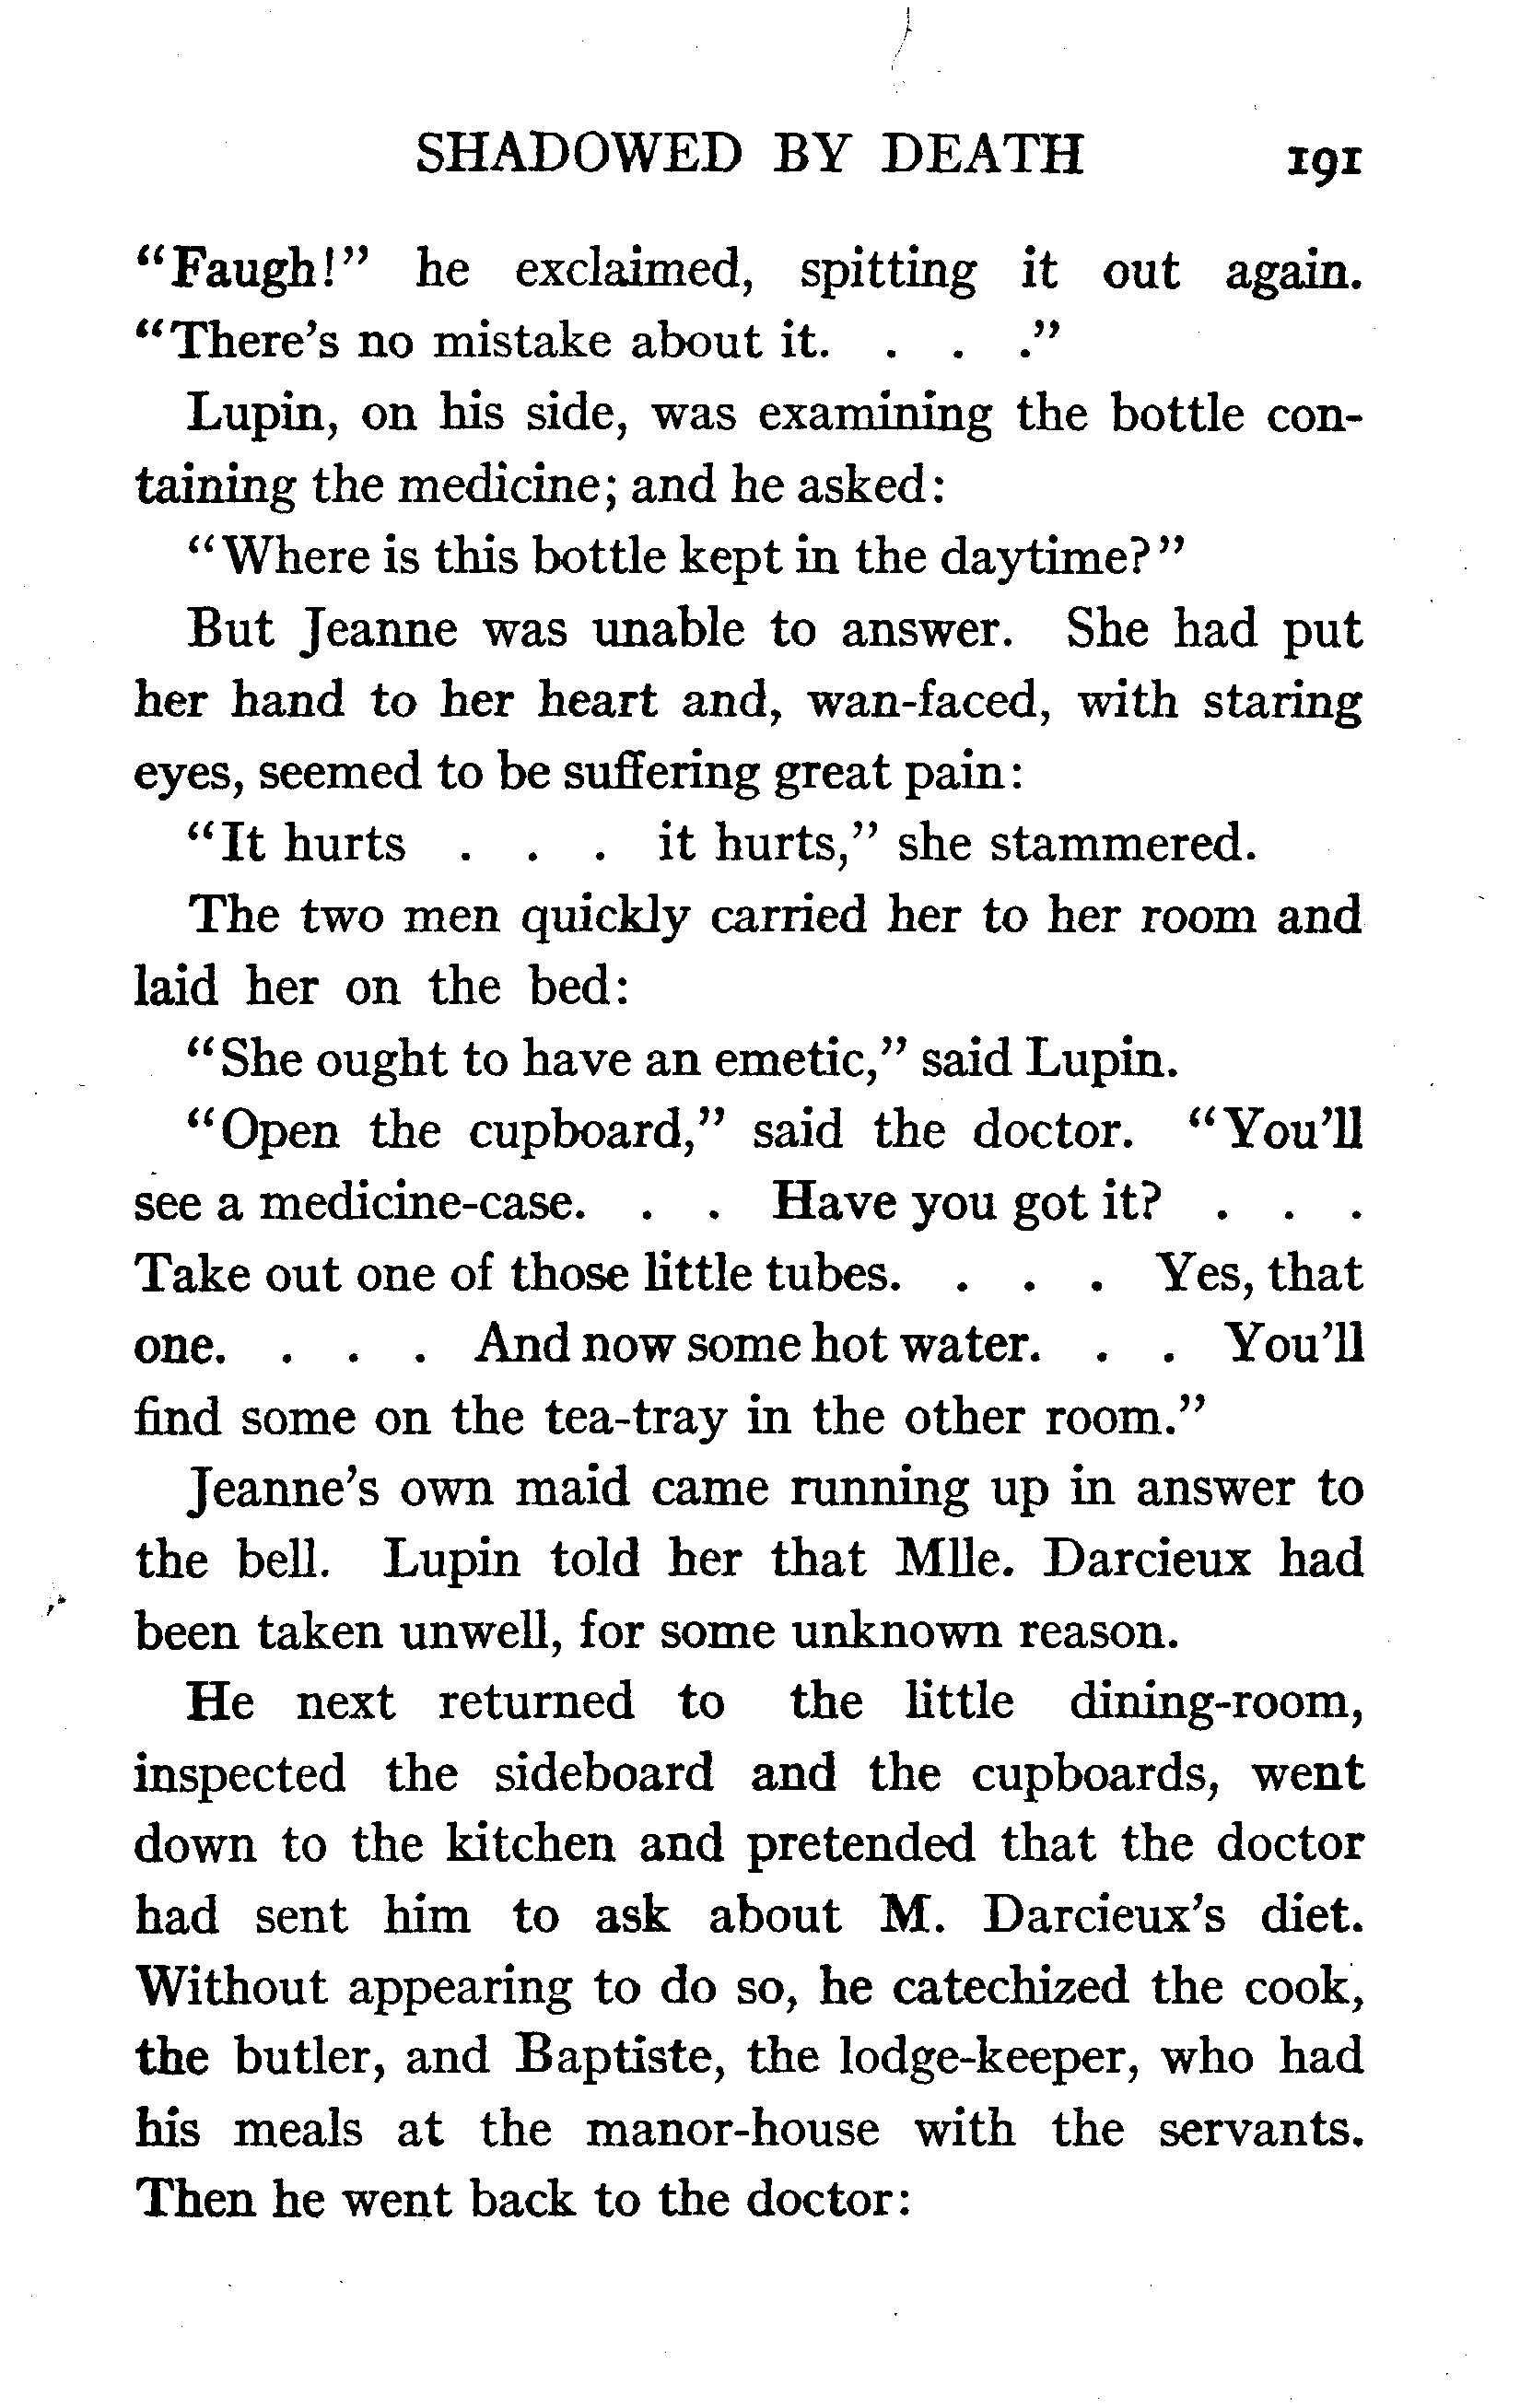 SHADOWED BY DEATH 191
“Faugh!” he exclaimed, spitting it out again.
“There's no mistake about it. . . .”
Lupin, on his side, was examining the bottle con-
taining the medicine; and he asked:
“Where is this bottle kept in the daytime?”
But Jeanne was unable to answer. She had put
her hand to her heart and, wan-faced, with staring
eyes, seemed to be suffering great pain:
“It hurts . . . it hurts,” she stammered.
The two men quickly carried her to her room and
laid her on the bed:
“She ought to have an emetic,” said Lupin.
“Open the cupboard,” said the doctor. “You'll
see a medicine-case. . . Have you got it? . . .
Take out one of those little tubes. . . . Yes, that
one. . . . And now some hot water. . . You'll
find some on the tea-tray in the other room.”
Jeanne's own maid came running up in answer to
the bell. Lupin told her that Mlle. Darcieux had
been taken unwell, for some unknown reason.
He next returned to the little dining-room,
inspected the sideboard and the cupboards, went
down to the kitchen and pretended that the doctor
had sent him to ask about M. Darcieux's diet.
Without appearing to do so, he catechized the cook,
the butler, and Baptiste, the lodge-keeper, who had
his meals at the manor-house with the servants.
Then he went back to the doctor: